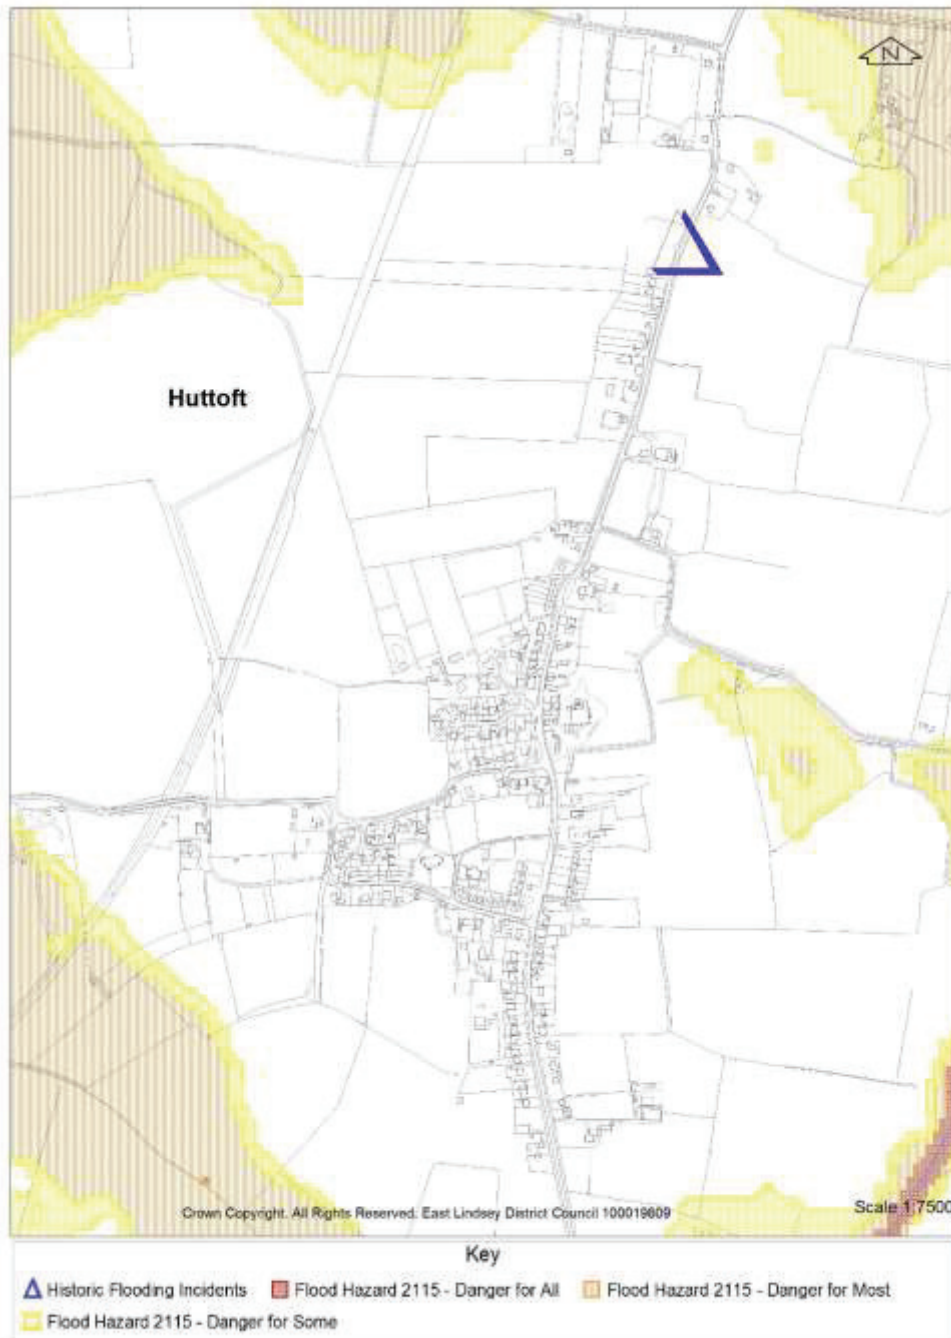 N
Huttoft
Crown Copyright. All Rights Reserved. East Lindsey District Council 100019809
Scale 1:7500
Key
Historic Flooding Incidents Flood Hazard 2115 - Danger for All Flood Hazard 2115 - Danger for Most
Flood Hazard 2115 - Danger for Some